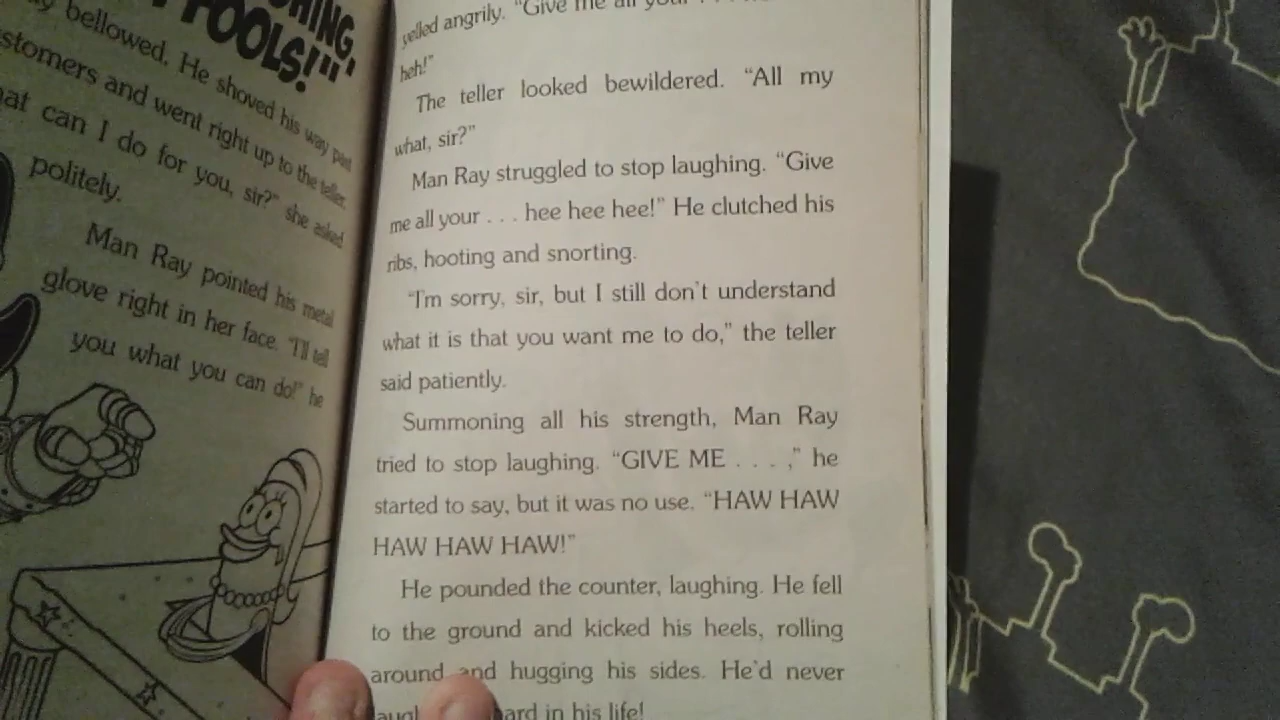 HING,
FOOLS!"
bellowed. He shoved his way past
stomers and went right up to the teller.
at can I do for you, sir?" she asked
politely.
Man Ray pointed his metal
glove right in her face. "I'll tell
you what you can do!" he
yelled angrily. "Give me all
heh!"
The teller looked bewildered. "All my
what, sir?"
Man Ray struggled to stop laughing. "Give
me all your . . . hee hee hee!" He clutched his
ribs, hooting and snorting.
"I'm sorry, sir, but I still don't understand
what it is that you want me to do," the teller
said patiently.
Summoning all his strength, Man Ray
tried to stop laughing. "GIVE ME . . . ," he
started to say, but it was no use. "HAW HAW
HAW HAW HAW!"
He pounded the counter, laughing. He fell
to the ground and kicked his heels, rolling
around and hugging his sides. He'd never
hard in his life!